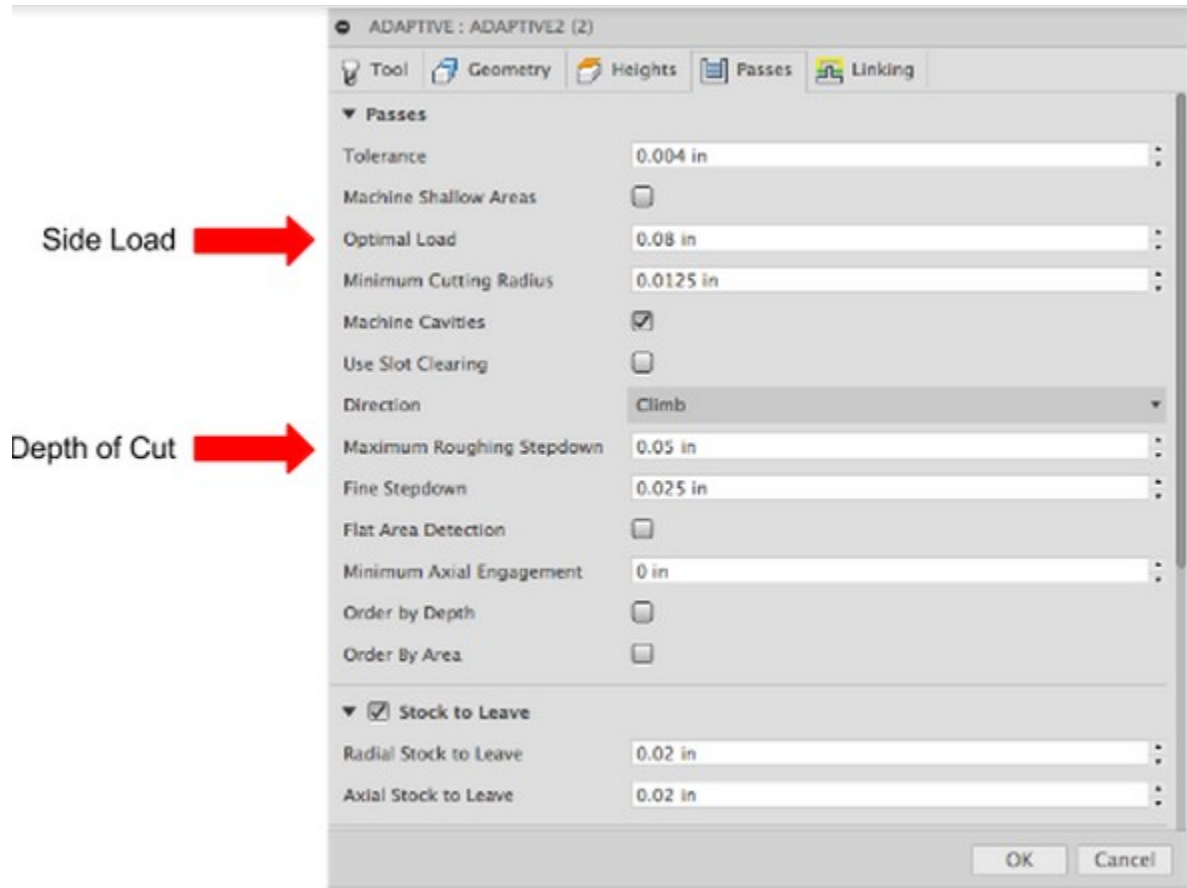 ADAPTIVE : ADAPTIVE2 (2)
Tool Geometry Heights Passes Linking
Passes
Tolerance 0.004 in
Machine Shallow Areas
Side Load Optimal Load 0.08 in
Minimum Cutting Radius 0.0125 in
Machine Cavities
Use Slot Clearing
Direction Climb
Depth of Cut Maximum Roughing Stepdown 0.05 in
Fine Stepdown 0.025 in
Flat Area Detection
Minimum Axial Engagement 0 in
Order by Depth
Order By Area
Stock to Leave
Radial Stock to Leave 0.02 in
Axial Stock to Leave 0.02 in
OK Cancel